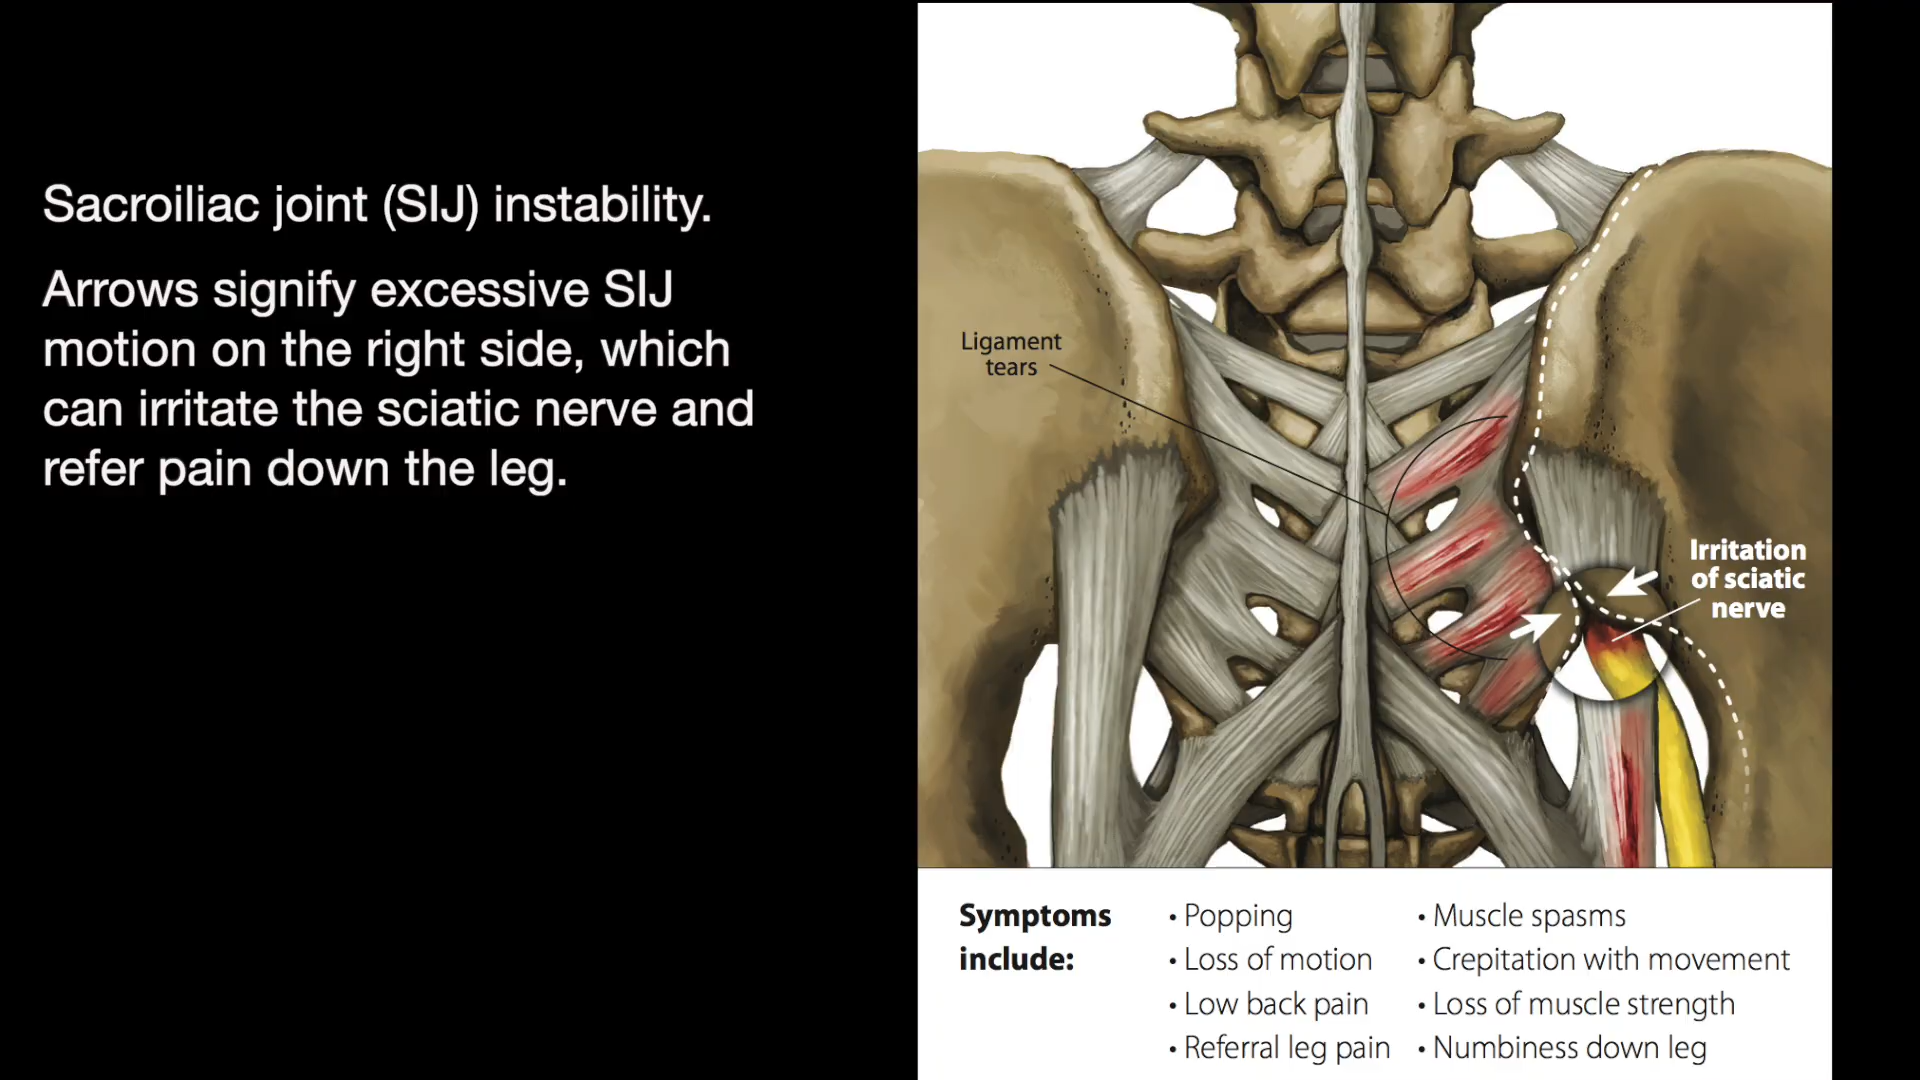 Sacroiliac joint (SIJ) instability.
Arrows signify excessive SIJ
motion on the right side, which
can irritate the sciatic nerve and
refer pain down the leg.
Ligament
tears
Irritation
of sciatic
nerve
Symptoms
include:
• Popping
• Loss of motion
• Low back pain
• Referral leg pain
• Muscle spasms
• Crepitation with movement
• Loss of muscle strength
• Numbiness down leg